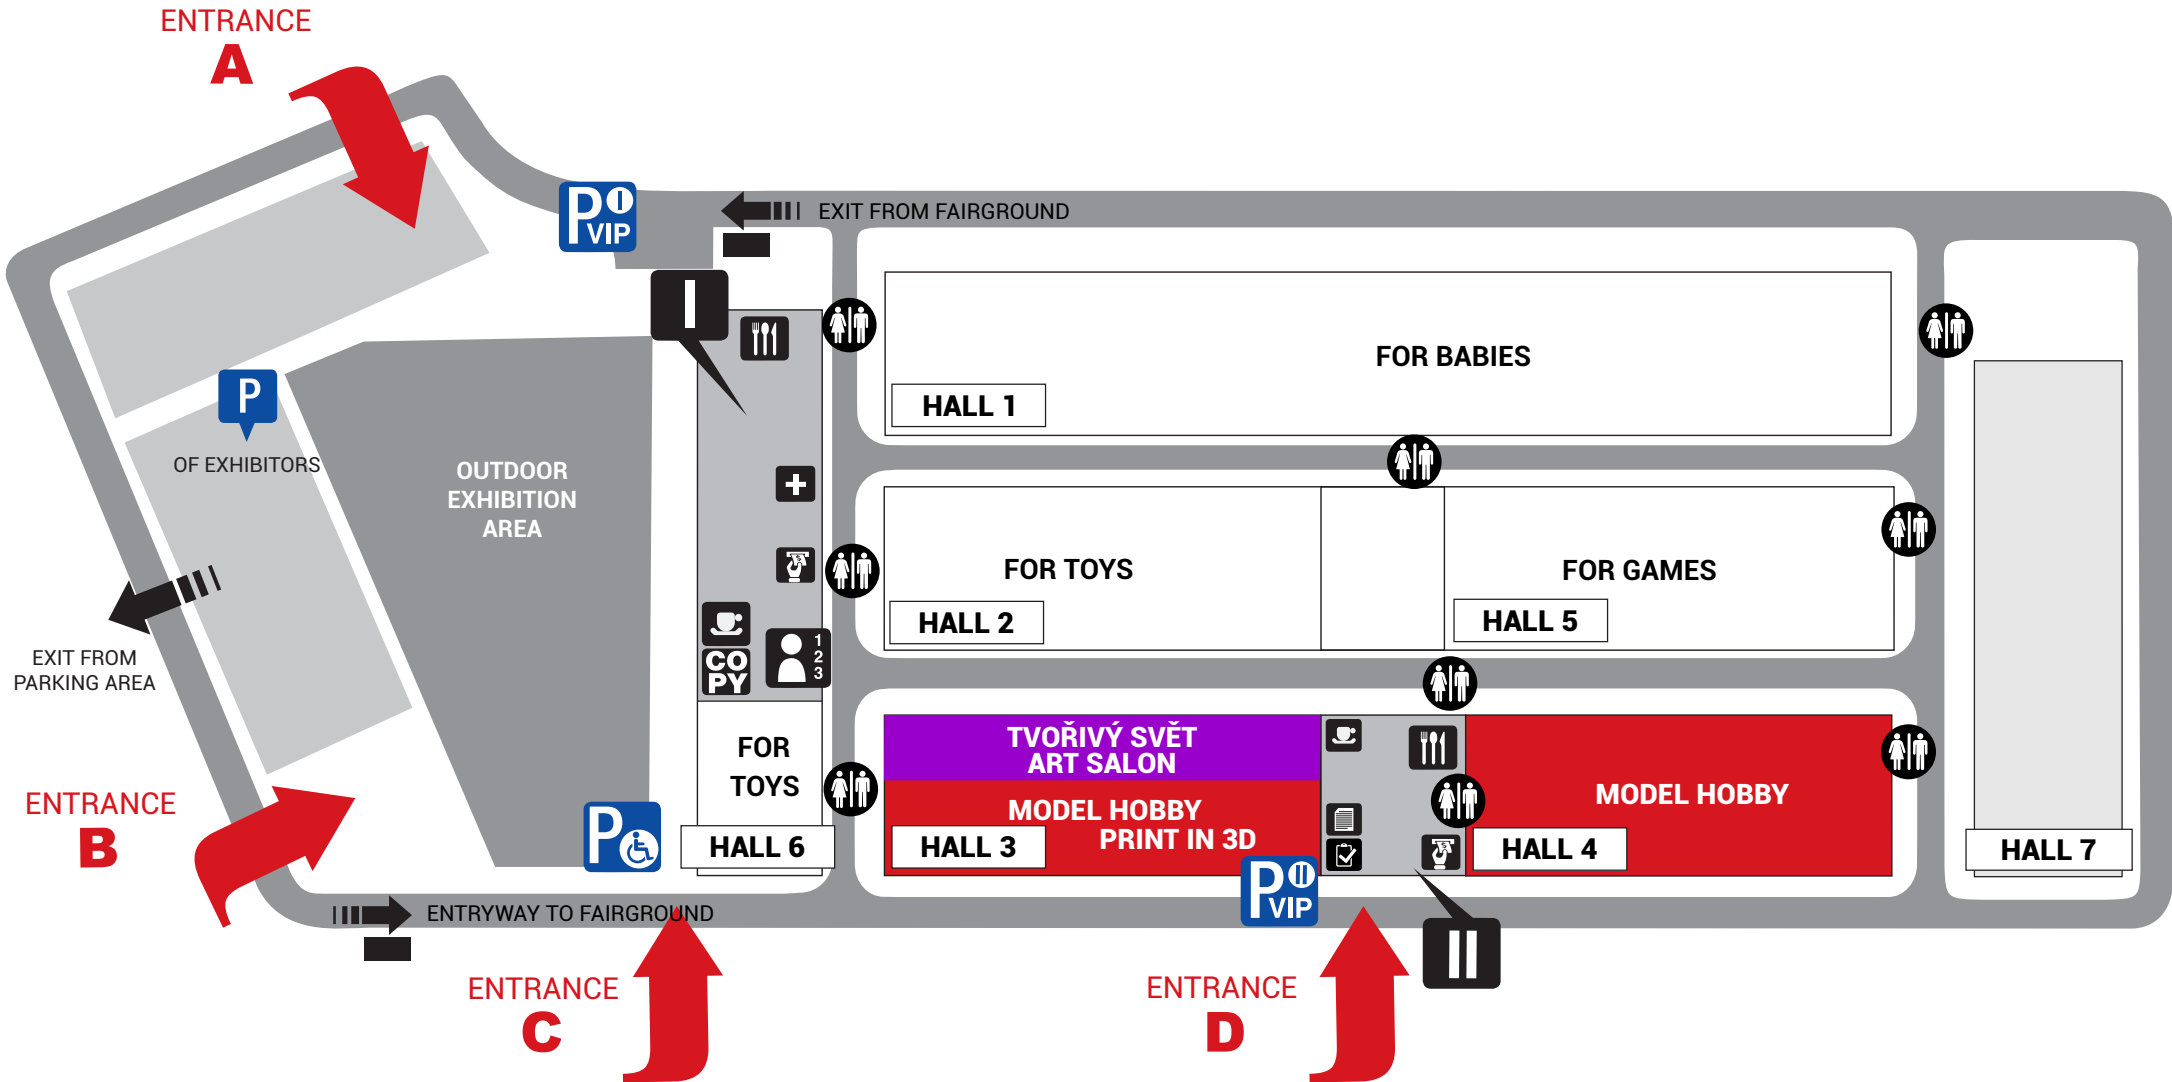 ENTRANCE
A
P I
VIP
EXIT FROM FAIRGROUND
I
FOR BABIES
HALL 1
P
OF EXHIBITORS
OUTDOOR
EXHIBITION
AREA
FOR TOYS
HALL 2
FOR GAMES
HALL 5
EXIT FROM
PARKING AREA
CO
PY
1
2
3
FOR
TOYS
HALL 6
TVOŘIVÝ SVĚT
ART SALON
MODEL HOBBY
PRINT IN 3D
HALL 3
MODEL HOBBY
HALL 4
HALL 7
ENTRANCE
B
P
P II
VIP
ENTRYWAY TO FAIRGROUND
II
ENTRANCE
C
ENTRANCE
D